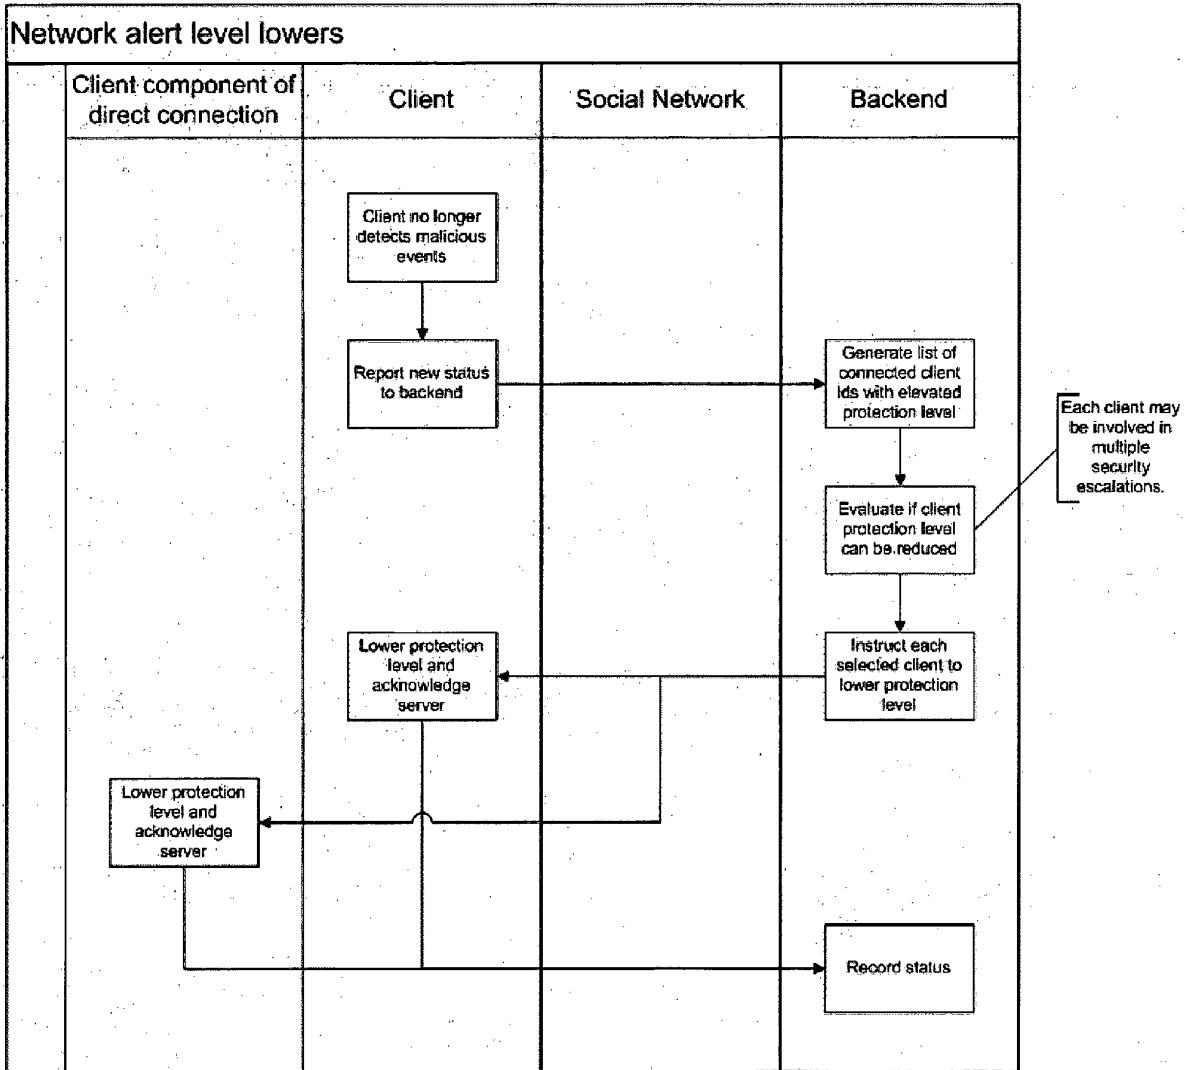 Network alert level lowers
Client component of
direct connection
Client
Social Network
Backend
Client no longer
detects malicious
events
Report new status
to backend
Generate list of
connected client
ids with elevated
protection level
Each client may
be involved in
multiple
security
escalations.
Evaluate if client
protection level
can be reduced
Lower protection
level and
acknowledge
server
Instruct each
selected client to
lower protection
level
Lower protection
level and
acknowledge
server
Record status